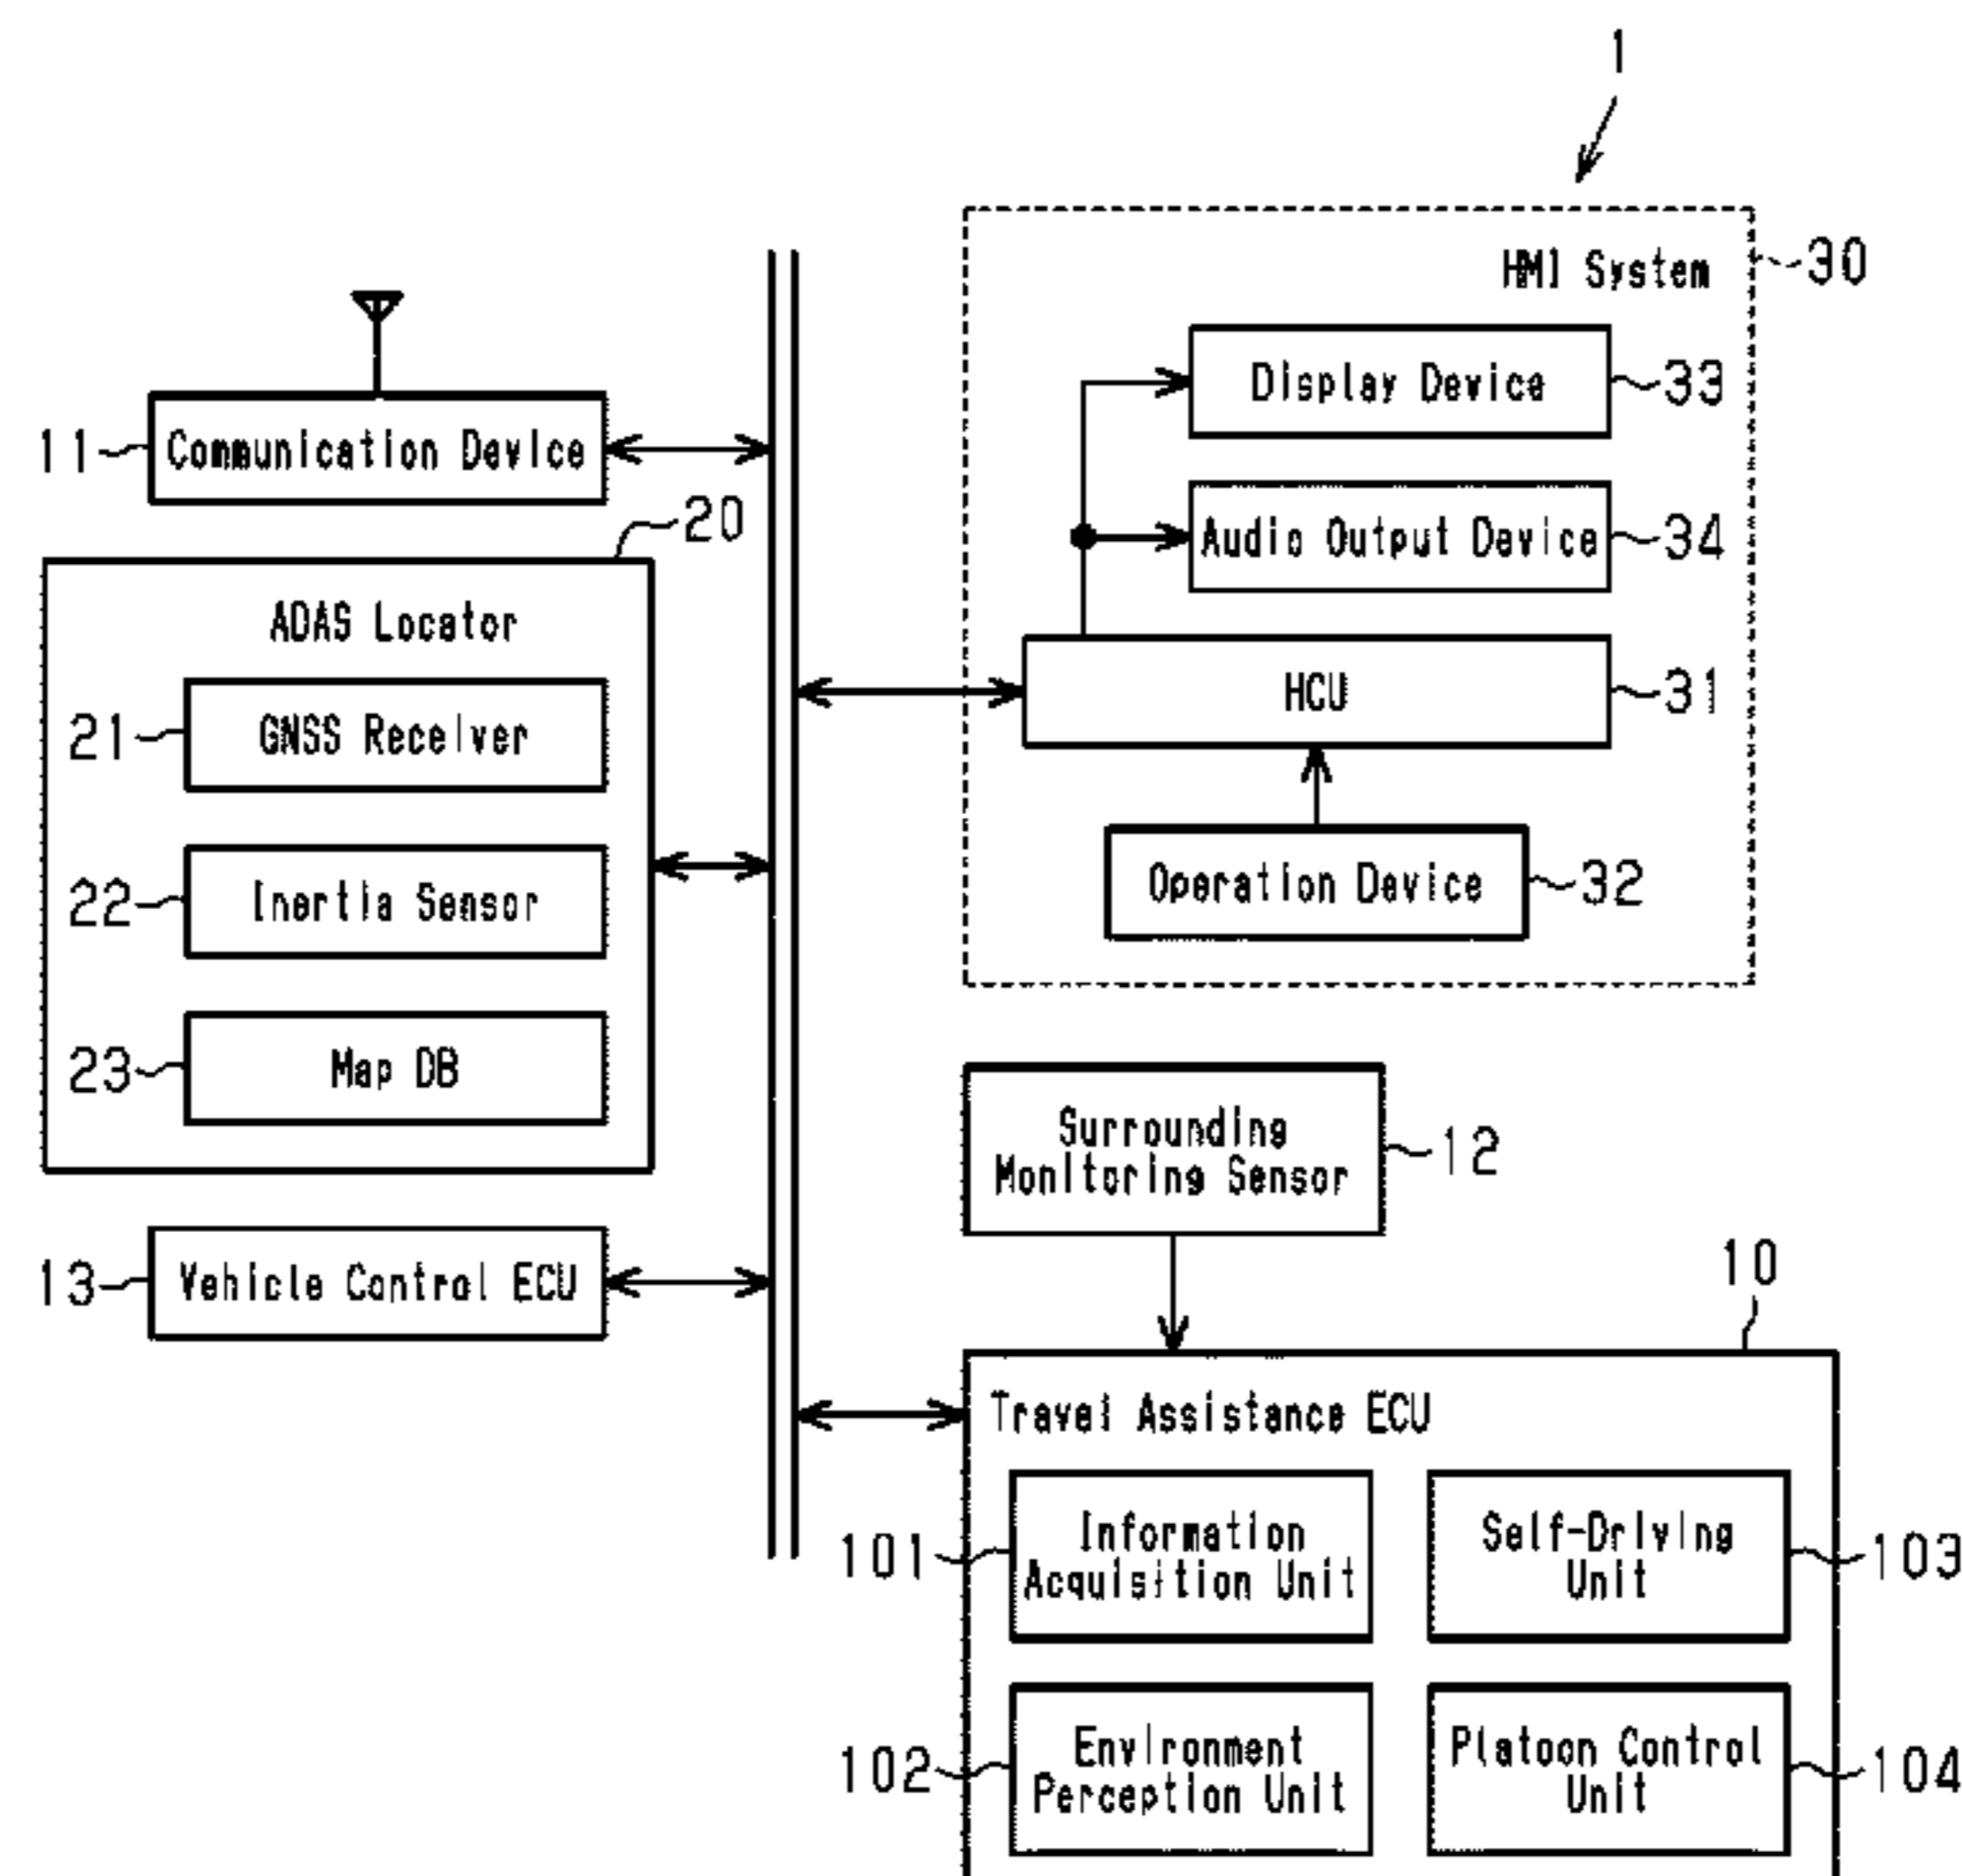 1
HMI System
30
Display Device
33
11
Communication Device
20
Audio Output Device
34
ADAS Locator
HCU
31
21
GNSS Receiver
Operation Device
32
22
Inertia Sensor
23
Map DB
Surrounding
Monitoring Sensor
12
13
Vehicle Control ECU
10
Travel Assistance ECU
101
Information
Acquisition Unit
Self-Driving
Unit
103
102
Environment
Perception Unit
Platoon Control
Unit
104